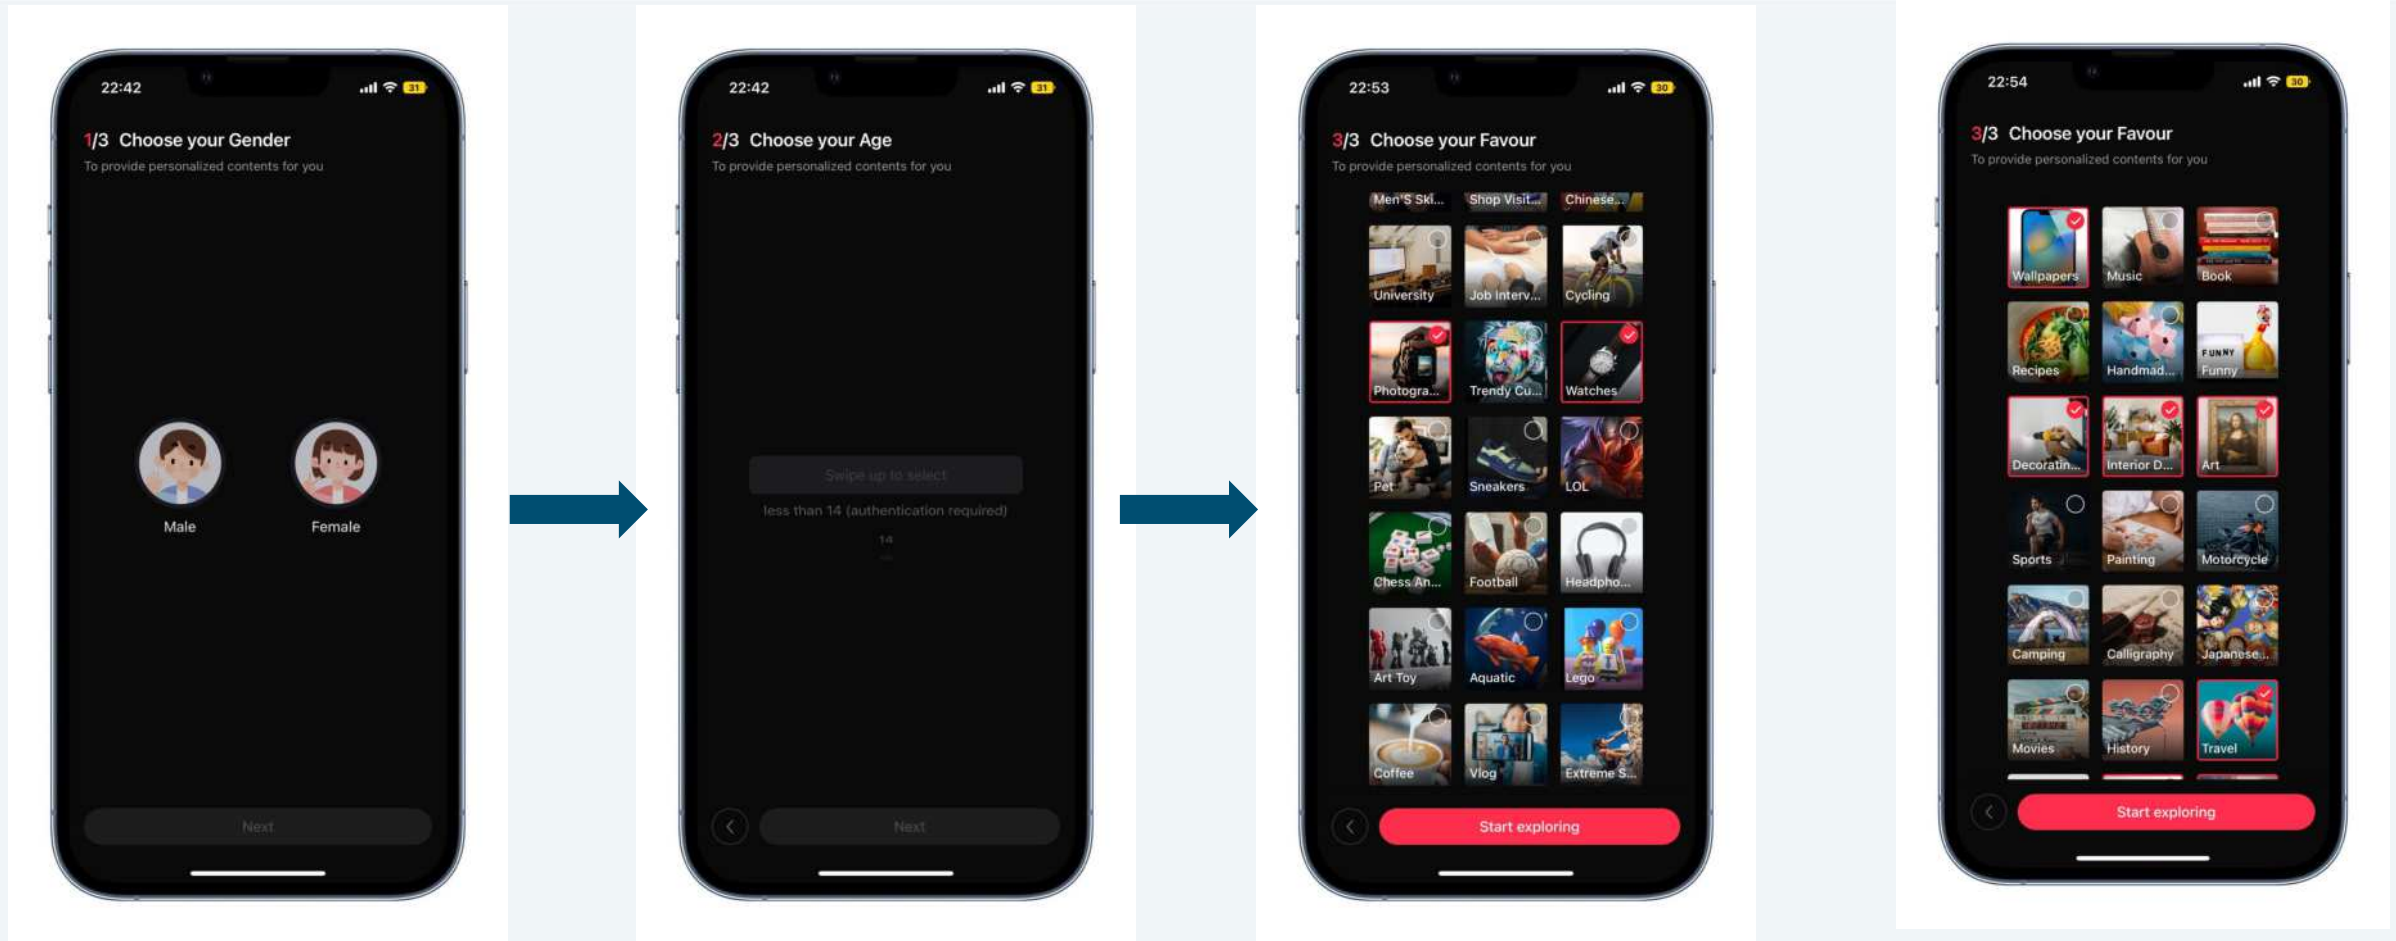 22:42
31
1/3 Choose your Gender
To provide personalized contents for you
Male
Female
Next
22:42
31
2/3 Choose your Age
To provide personalized contents for you
Swipe up to select
less than 14 (authentication required)
14
Next
22:53
30
3/3 Choose your Favour
To provide personalized contents for you
Men'S Ski... Shop Visit... Chinese...
University Job Interv... Cycling
Photogra... Trendy Cu... Watches
Pet Sneakers LOL
Chess An... Football Headpho...
Art Toy Aquatic Lego
Coffee Vlog Extreme S...
Start exploring
22:54
30
3/3 Choose your Favour
To provide personalized contents for you
Wallpapers Music Book
FUNNY
Recipes Handmad... Funny
Decoratin... Interior D... Art
Sports Painting Motorcycle
Camping Calligraphy Japanese...
Movies History Travel
Start exploring